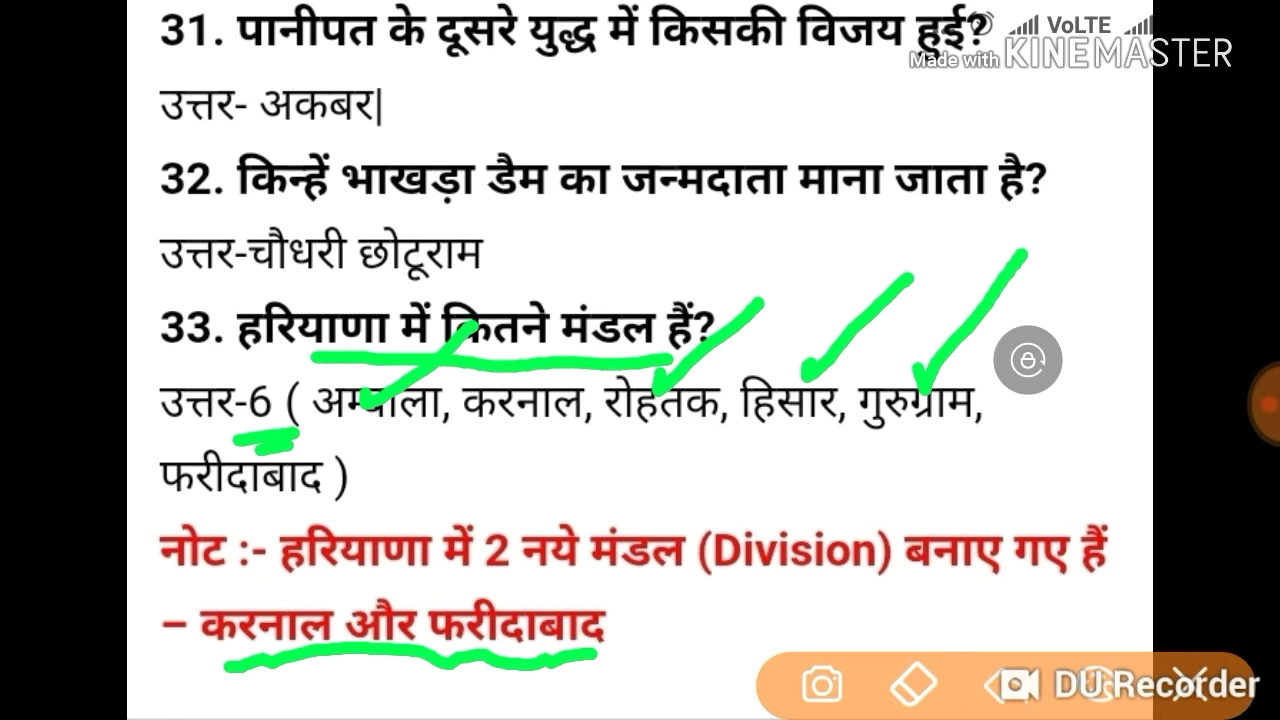 31. पानीपत के दूसरे युद्ध में किसकी विजय हुई?
VoLTE
Made with KINEMASTER
उत्तर- अकबर|
32. किन्हें भाखड़ा डैम का जन्मदाता माना जाता है?
उत्तर-चौधरी छोटूराम
33. हरियाणा में कितने मंडल हैं?
उत्तर-6 ( अम्बाला, करनाल, रोहतक, हिसार, गुरुग्राम,
फरीदाबाद )
नोट :- हरियाणा में 2 नये मंडल (Division) बनाए गए हैं
– करनाल और फरीदाबाद
DU Recorder